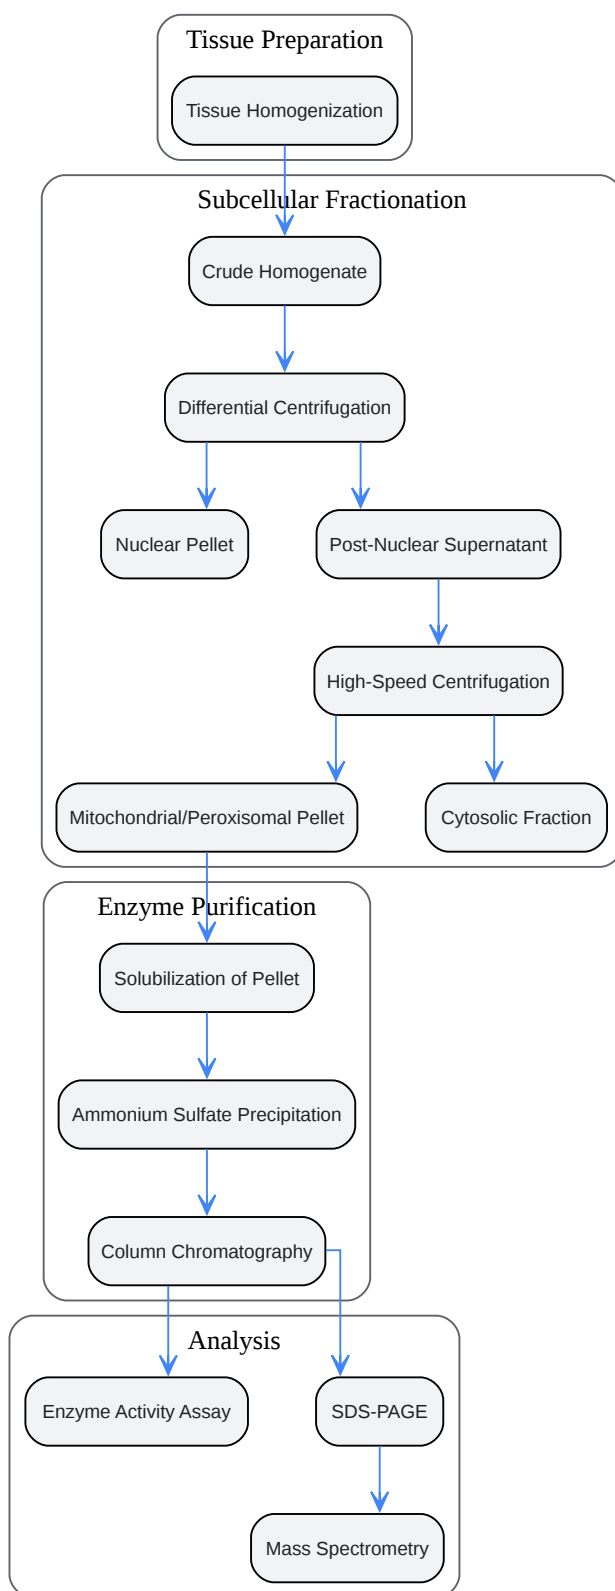 Tissue Preparation
Tissue Homogenization
Subcellular Fractionation
Crude Homogenate
Differential Centrifugation
Nuclear Pellet
Post-Nuclear Supernatant
High-Speed Centrifugation
Mitochondrial/Peroxisomal Pellet
Cytosolic Fraction
Enzyme Purification
Solubilization of Pellet
Ammonium Sulfate Precipitation
Column Chromatography
Analysis
Enzyme Activity Assay
SDS-PAGE
Mass Spectrometry